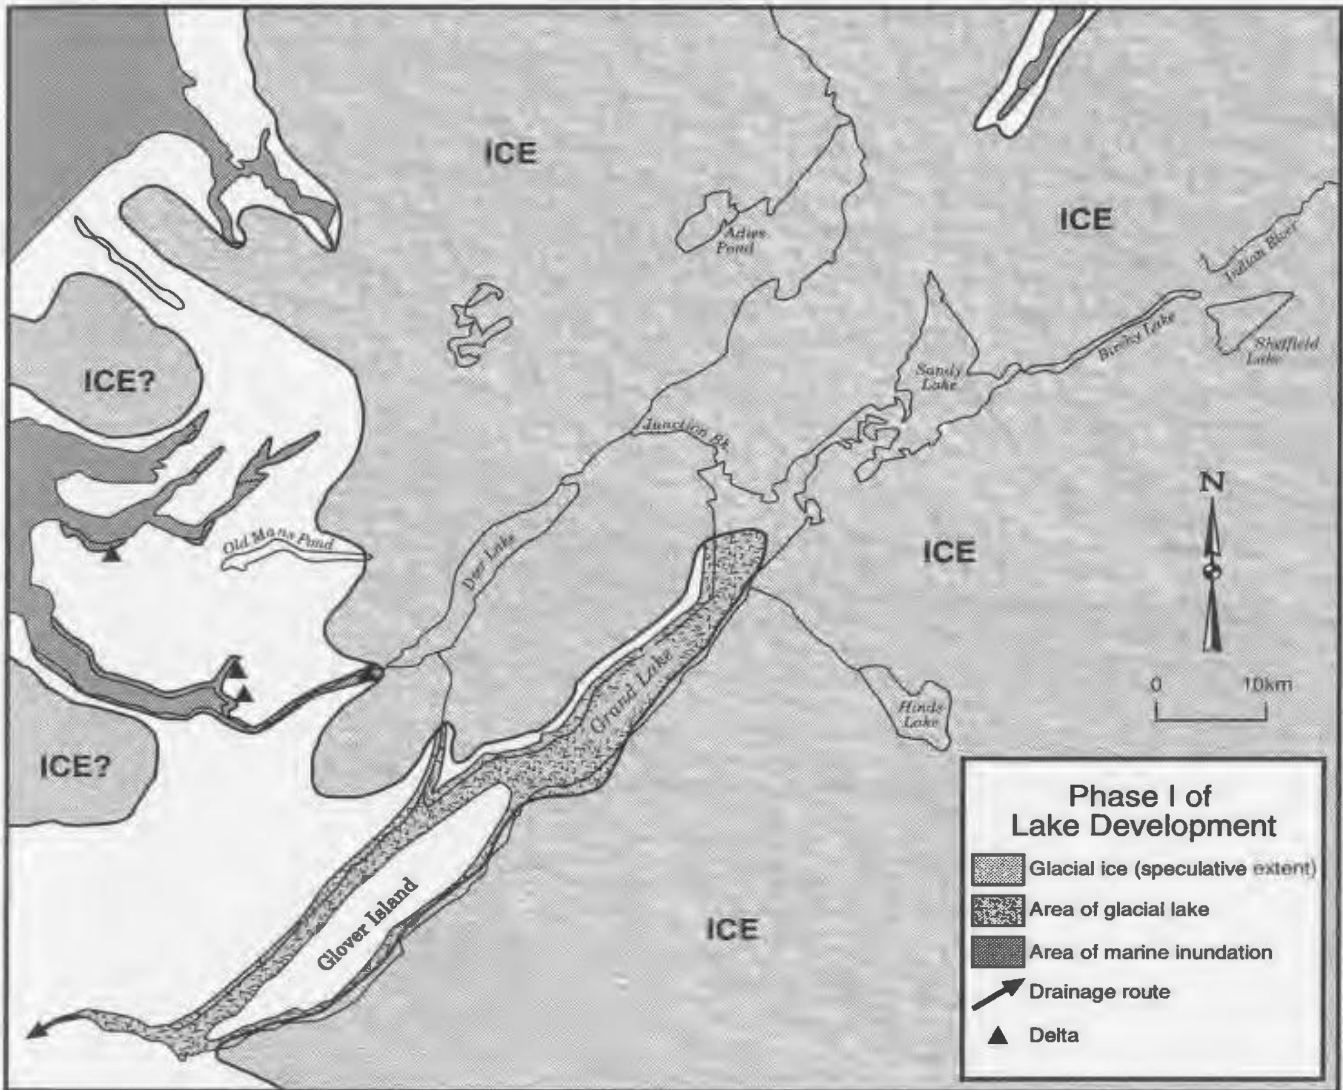 ICE
ICE
Adies
Pond
Indian River
Birchy Lake
Sheffield
Lake
Sandy
Lake
ICE?
Junction Bk
N
Old Mans Pond
Deer Lake
ICE
Grand Lake
0 10km
Hinds
Lake
ICE?
Glover Island
ICE
Phase I of
Lake Development
Glacial ice (speculative extent)
Area of glacial lake
Area of marine inundation
Drainage route
Delta